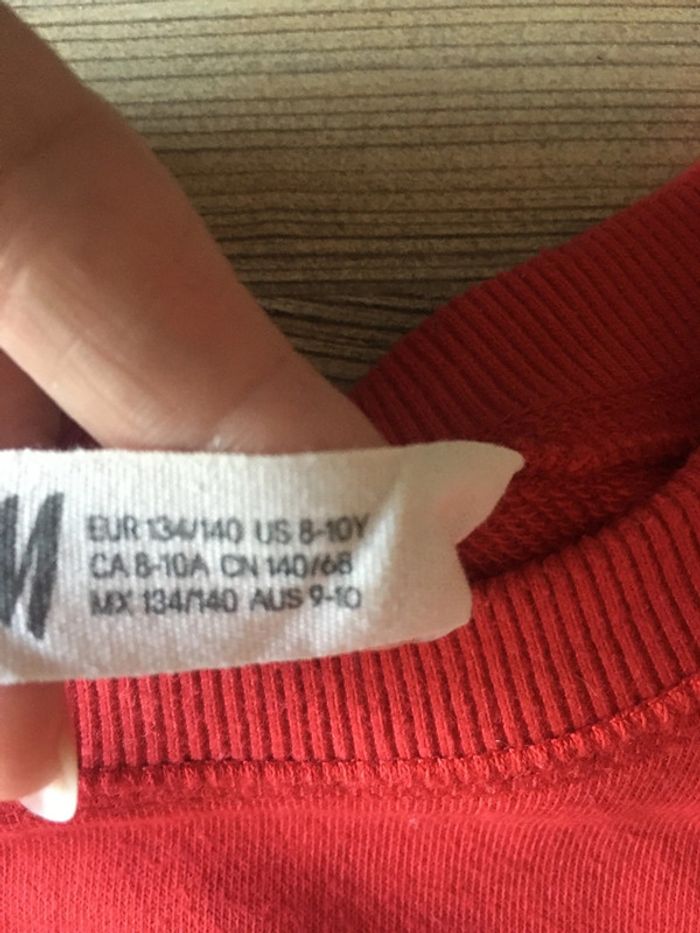 M
EUR 134/140 US 8-10Y
CA 8-10A CN 140/68
MX 134/140 AUS 9-10